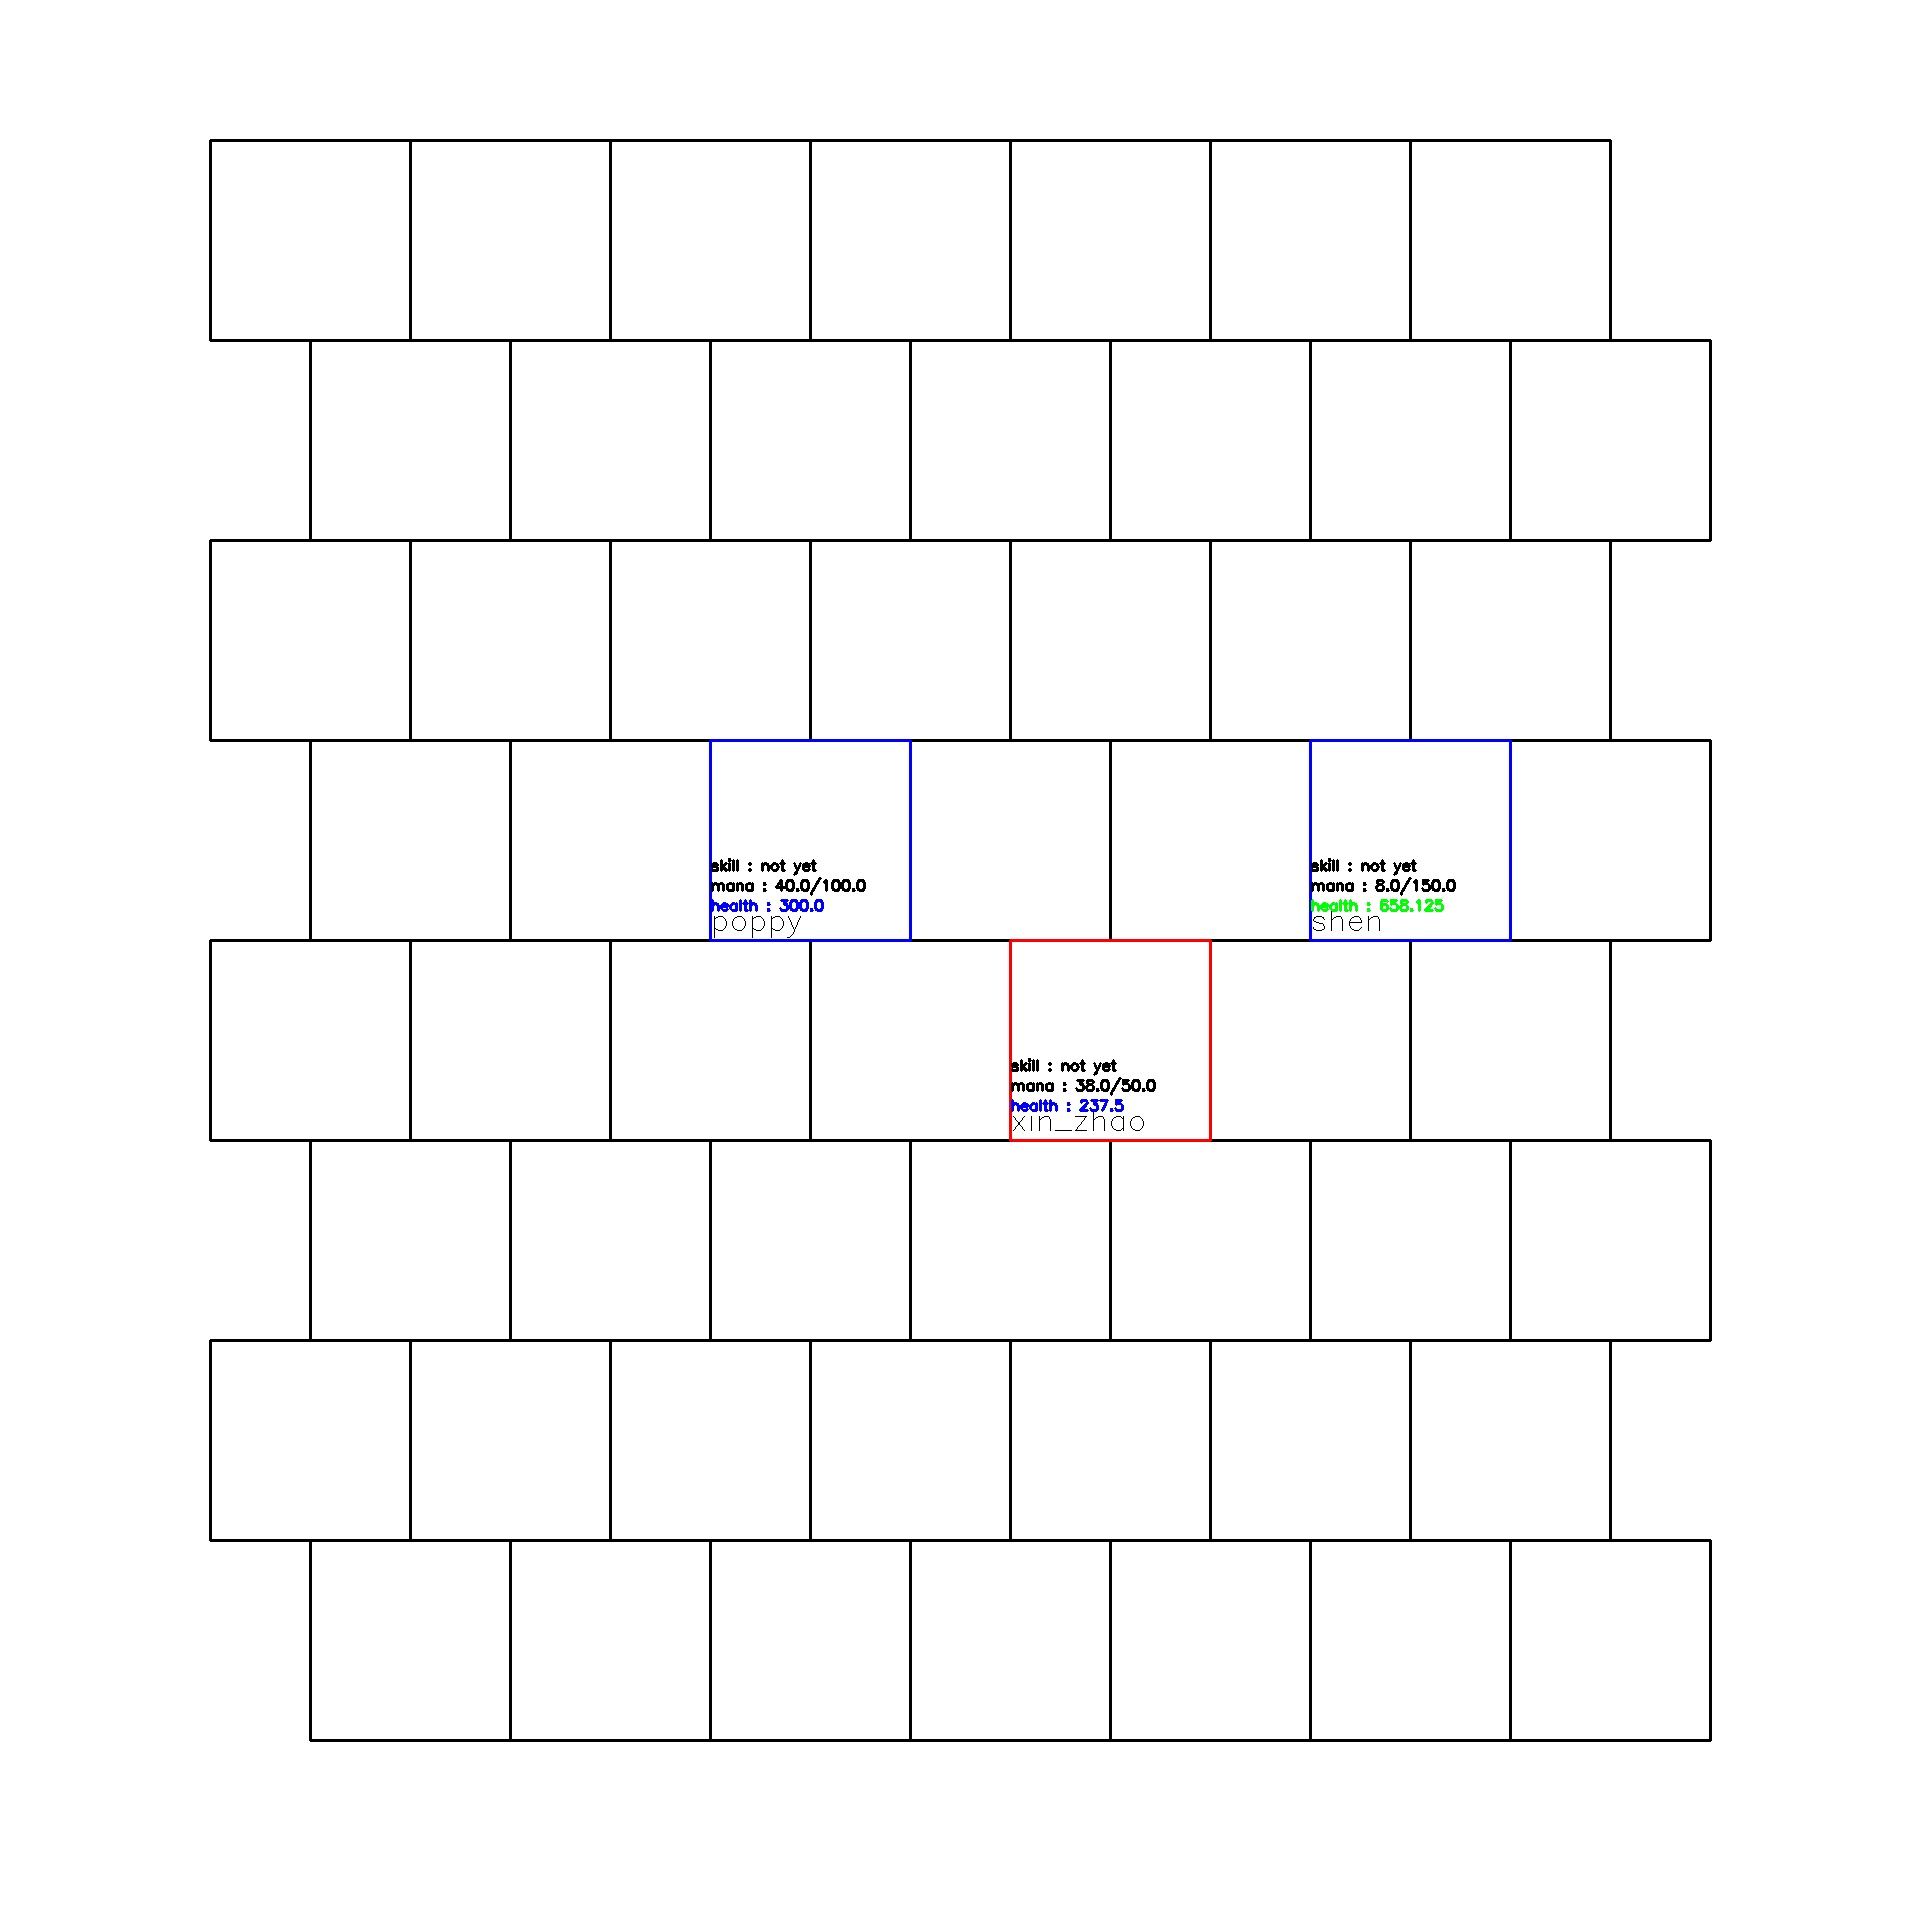 skill : not yet
mana : 40.0/100.0
health : 300.0
poppy
skill : not yet
mana : 8.0/150.0
health : 658.125
shen
skill : not yet
mana : 38.0/50.0
health : 237.5
xin_zhao